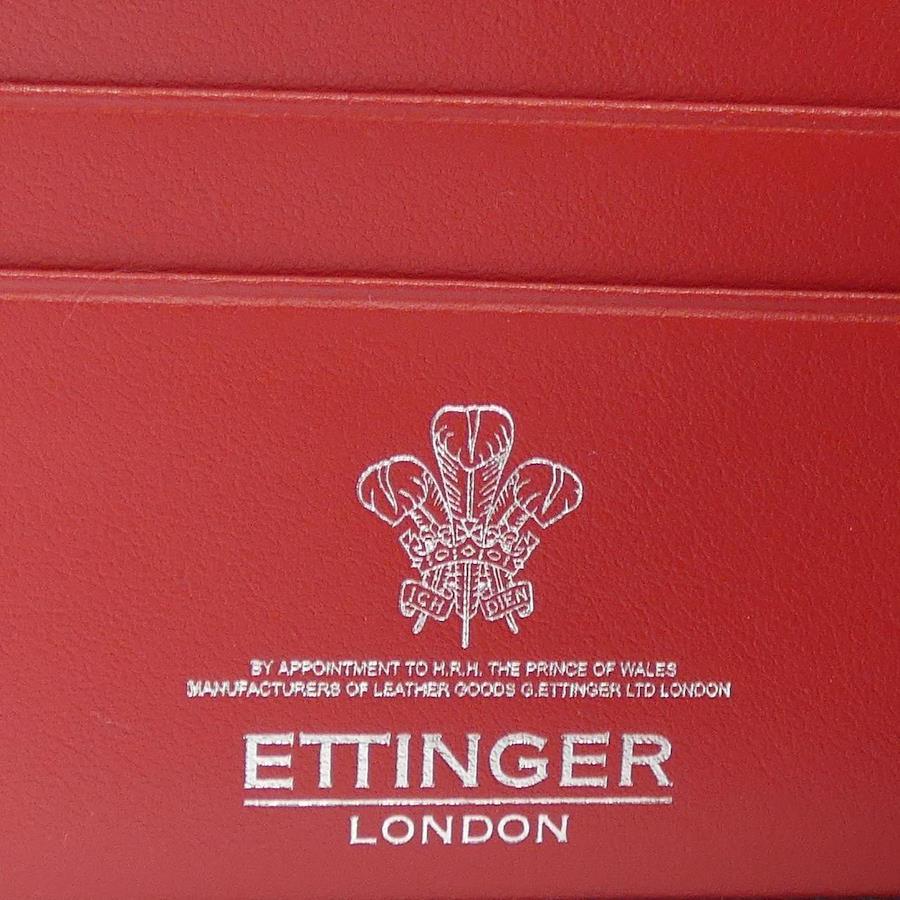 ICH DIEN
BY APPOINTMENT TO H.R.H. THE PRINCE OF WALES
MANUFACTURERS OF LEATHER GOODS G.ETTINGER LTD LONDON
ETTINGER
LONDON